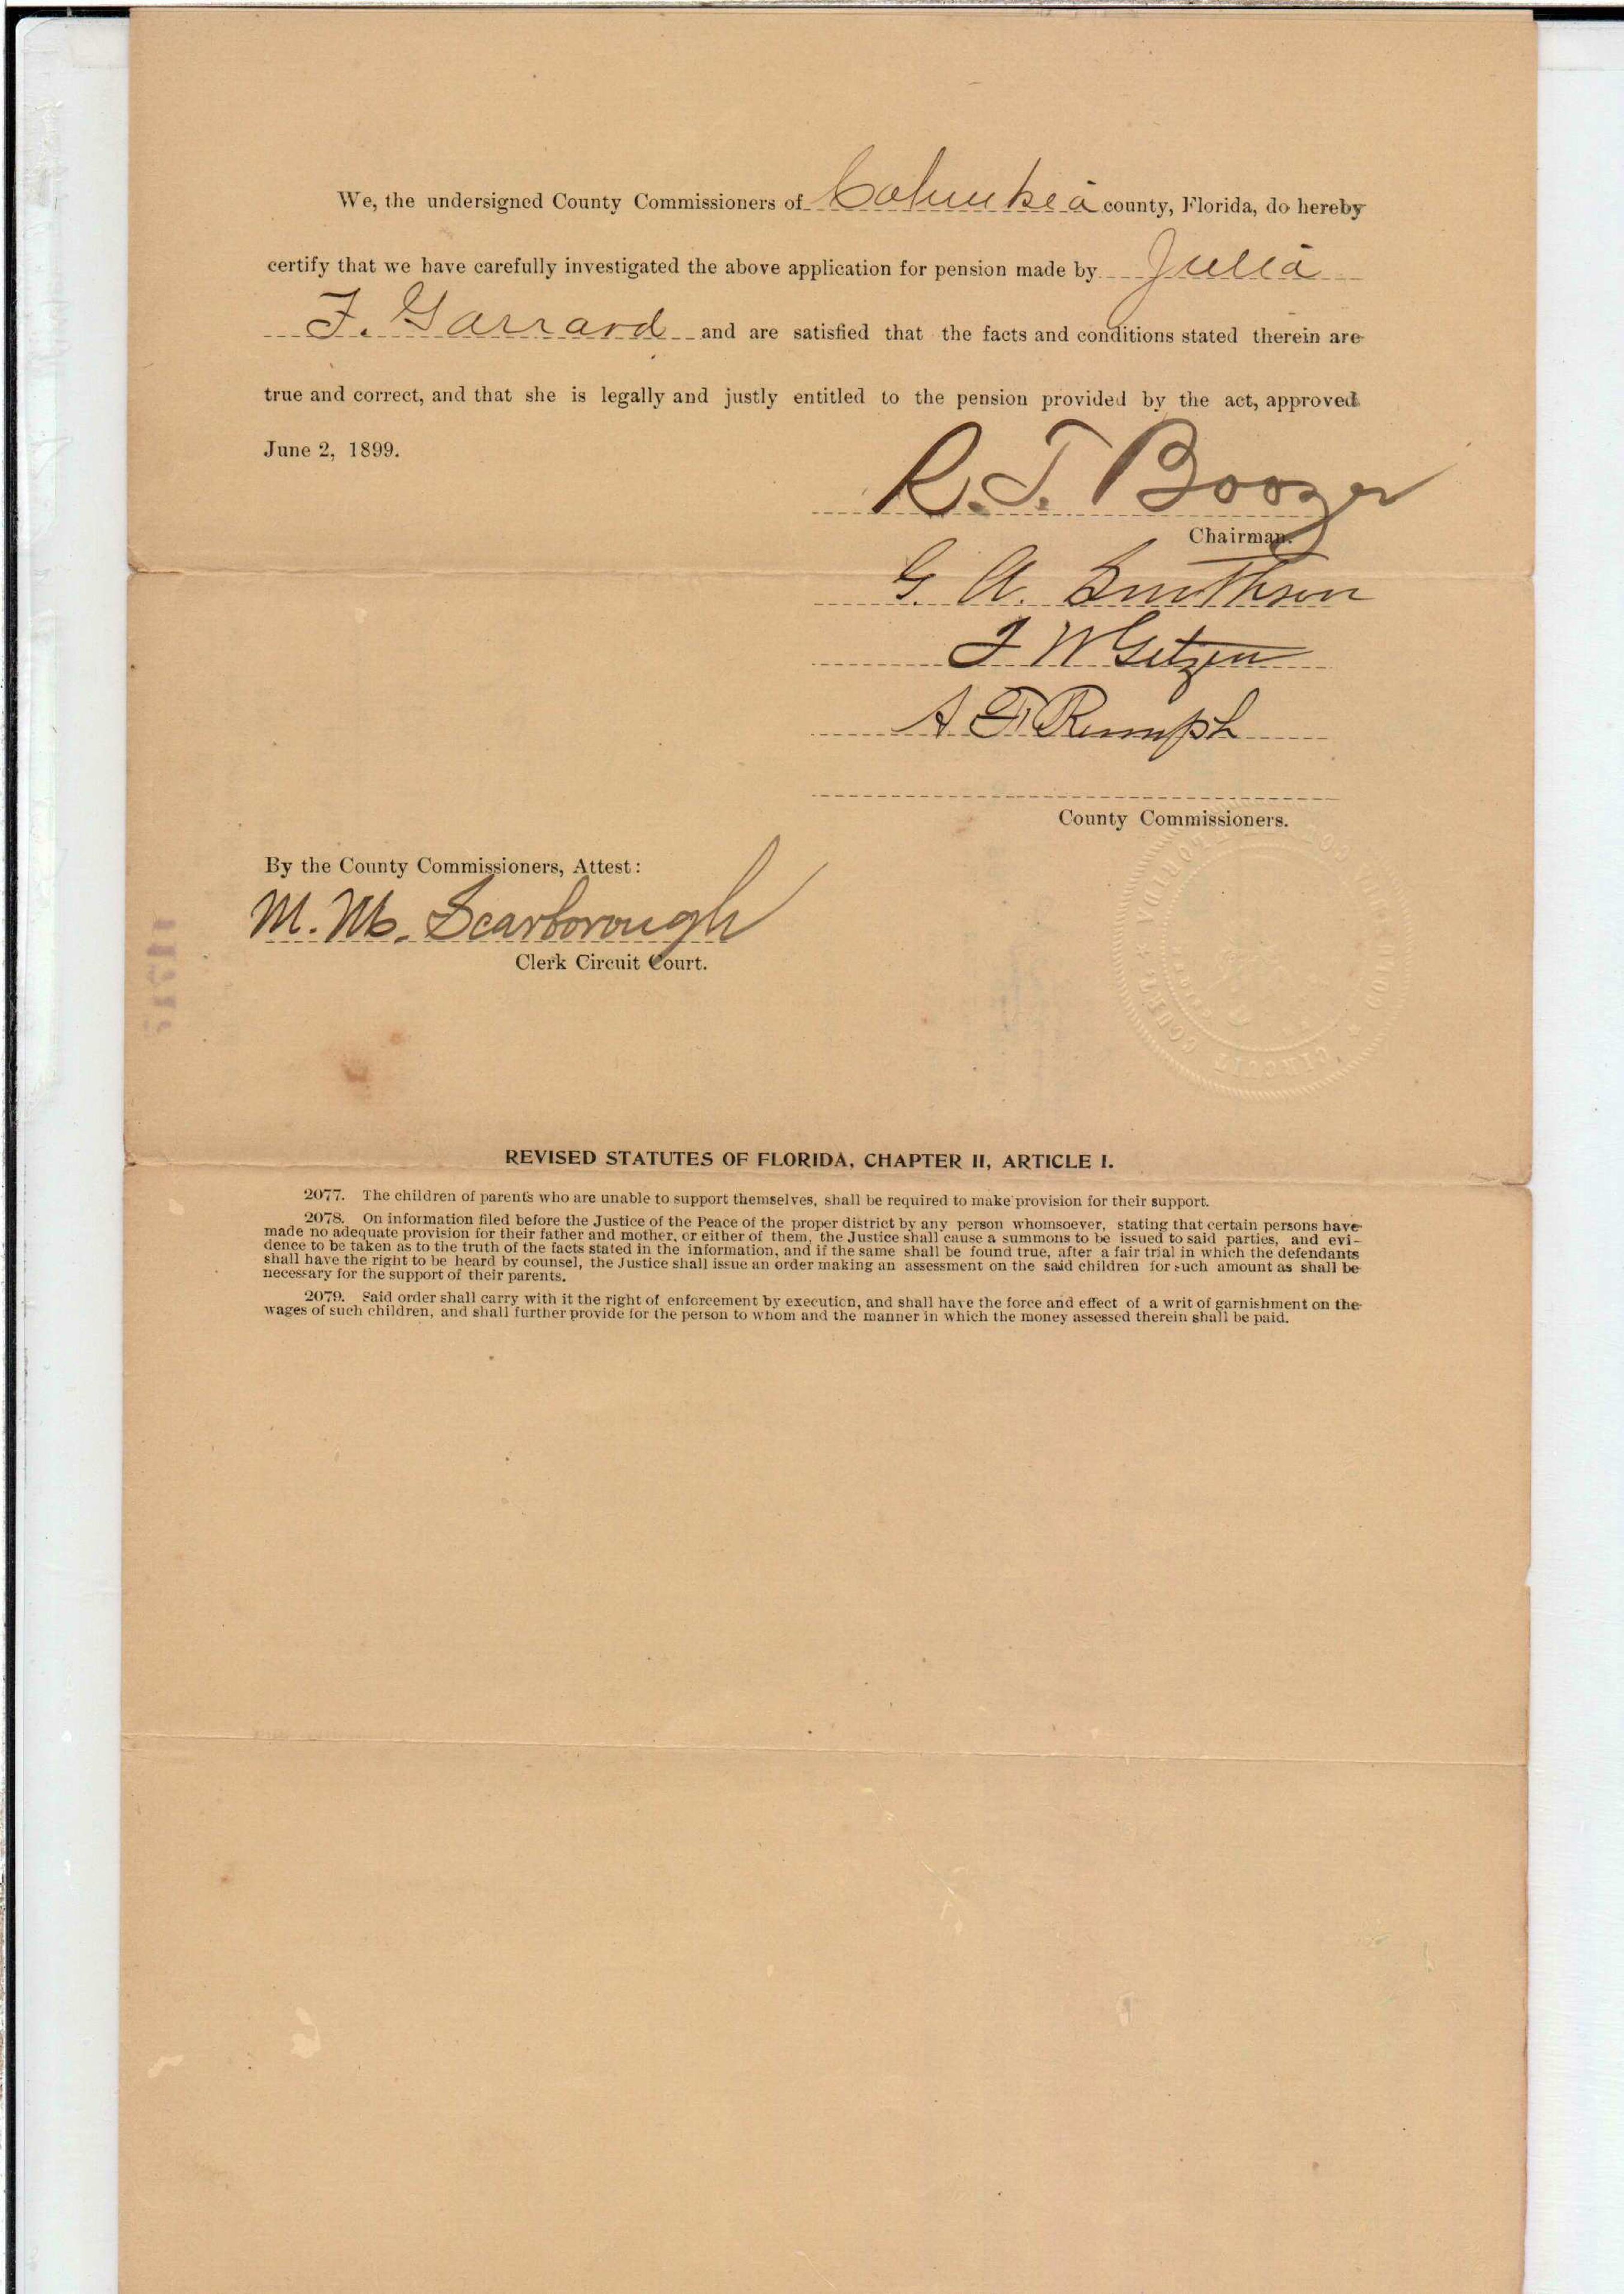 We, the undersigned County Commissioners of Columbia county, Florida, do hereby
certify that we have carefully investigated the above application for pension made by Julia
F. Garrard and are satisfied that the facts and conditions stated therein are
true and correct, and that she is legally and justly entitled to the pension provided by the act, approved
June 2, 1899.
R. T. Boozer
Chairman.
G. A. Smithson
F W Getzen
A F Rumph
County Commissioners.
By the County Commissioners, Attest:
M. M. Scarborough
Clerk Circuit Court.
CIRCUIT COURT * FLORIDA
REVISED STATUTES OF FLORIDA, CHAPTER II, ARTICLE I.
2077. The children of parents who are unable to support themselves, shall be required to make provision for their support.
2078. On information filed before the Justice of the Peace of the proper district by any person whomsoever, stating that certain persons have
made no adequate provision for their father and mother, or either of them, the Justice shall cause a summons to be issued to said parties, and evi-
dence to be taken as to the truth of the facts stated in the information, and if the same shall be found true, after a fair trial in which the defendants
shall have the right to be heard by counsel, the Justice shall issue an order making an assessment on the said children for such amount as shall be
necessary for the support of their parents.
2079. Said order shall carry with it the right of enforcement by execution, and shall have the force and effect of a writ of garnishment on the
wages of such children, and shall further provide for the person to whom and the manner in which the money assessed therein shall be paid.